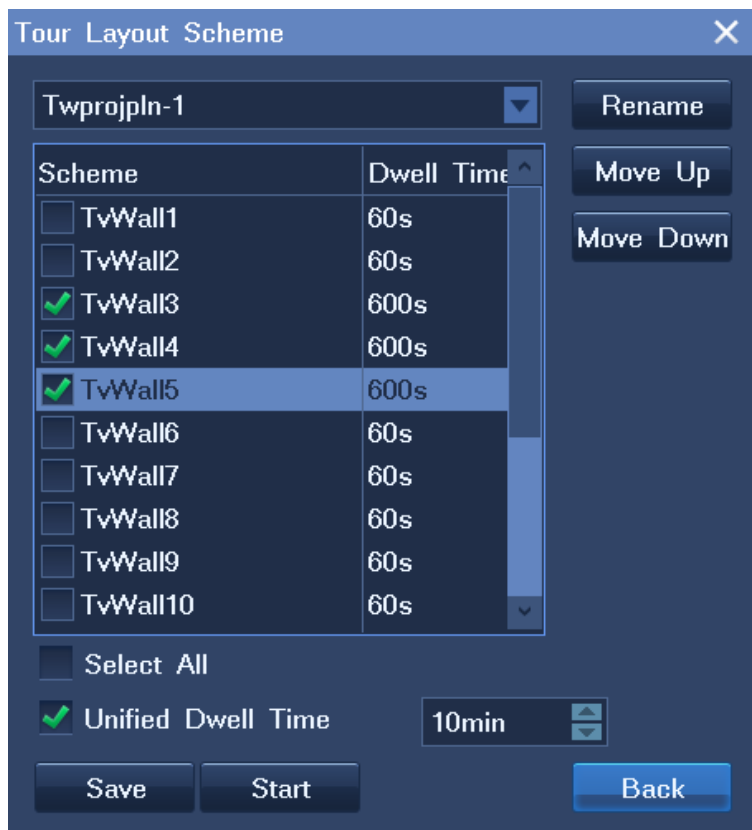 Tour Layout Scheme
Twprojpln-1
Rename
Scheme Dwell Time
Move Up
TvWall1 60s
Move Down
TvWall2 60s
TvWall3 600s
TvWall4 600s
TvWall5 600s
TvWall6 60s
TvWall7 60s
TvWall8 60s
TvWall9 60s
TvWall10 60s
Select All
Unified Dwell Time 10min
Save Start Back